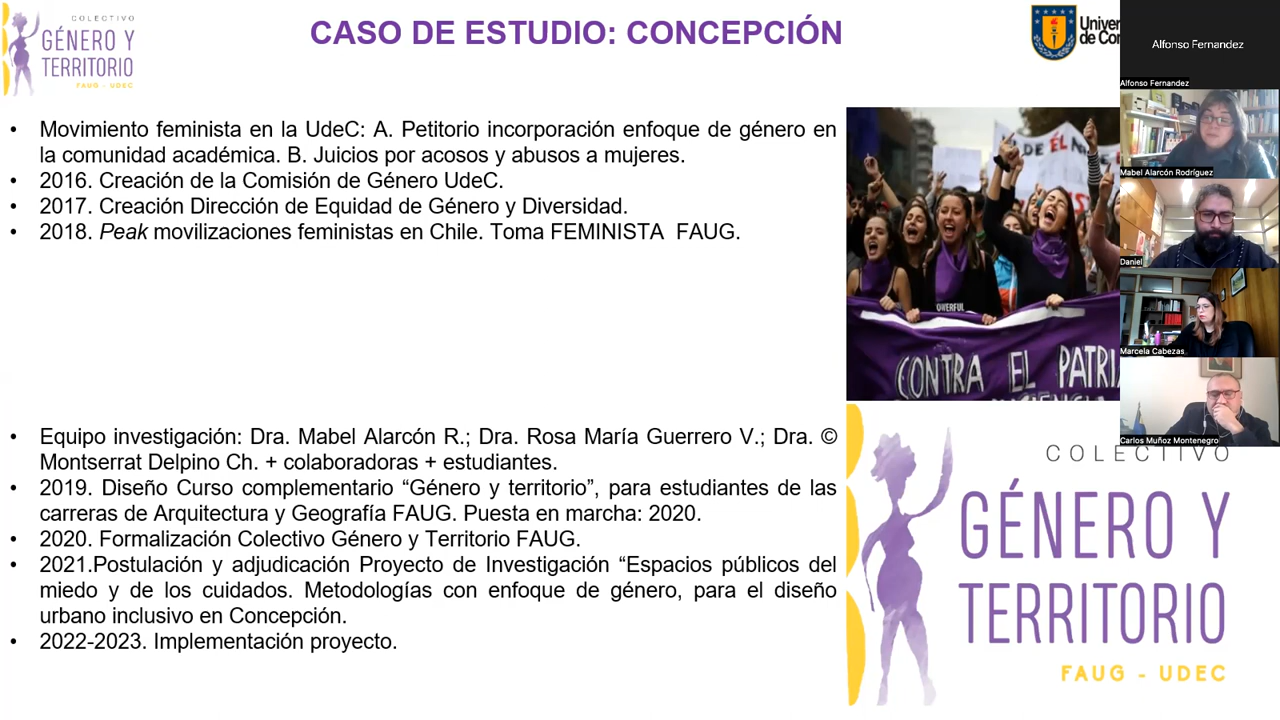 COLECTIVO
GÉNERO Y
TERRITORIO
FAUG - UDEC
CASO DE ESTUDIO: CONCEPCIÓN
Univer
de Con
Alfonso Fernandez
Alfonso Fernandez
Mabel Alarcón Rodríguez
Daniel
Marcela Cabezas
Carlos Muñoz Montenegro
• Movimiento feminista en la UdeC: A. Petitorio incorporación enfoque de género en
la comunidad académica. B. Juicios por acosos y abusos a mujeres.
• 2016. Creación de la Comisión de Género UdeC.
• 2017. Creación Dirección de Equidad de Género y Diversidad.
• 2018. Peak movilizaciones feministas en Chile. Toma FEMINISTA FAUG.
DE ÉL
POWERFUL
CONTRA EL PATRI
• Equipo investigación: Dra. Mabel Alarcón R.; Dra. Rosa María Guerrero V.; Dra. ©
Montserrat Delpino Ch. + colaboradoras + estudiantes.
• 2019. Diseño Curso complementario “Género y territorio”, para estudiantes de las
carreras de Arquitectura y Geografía FAUG. Puesta en marcha: 2020.
• 2020. Formalización Colectivo Género y Territorio FAUG.
• 2021.Postulación y adjudicación Proyecto de Investigación “Espacios públicos del
miedo y de los cuidados. Metodologías con enfoque de género, para el diseño
urbano inclusivo en Concepción.
• 2022-2023. Implementación proyecto.
COLECTIVO
GÉNERO Y
TERRITORIO
FAUG - UDEC